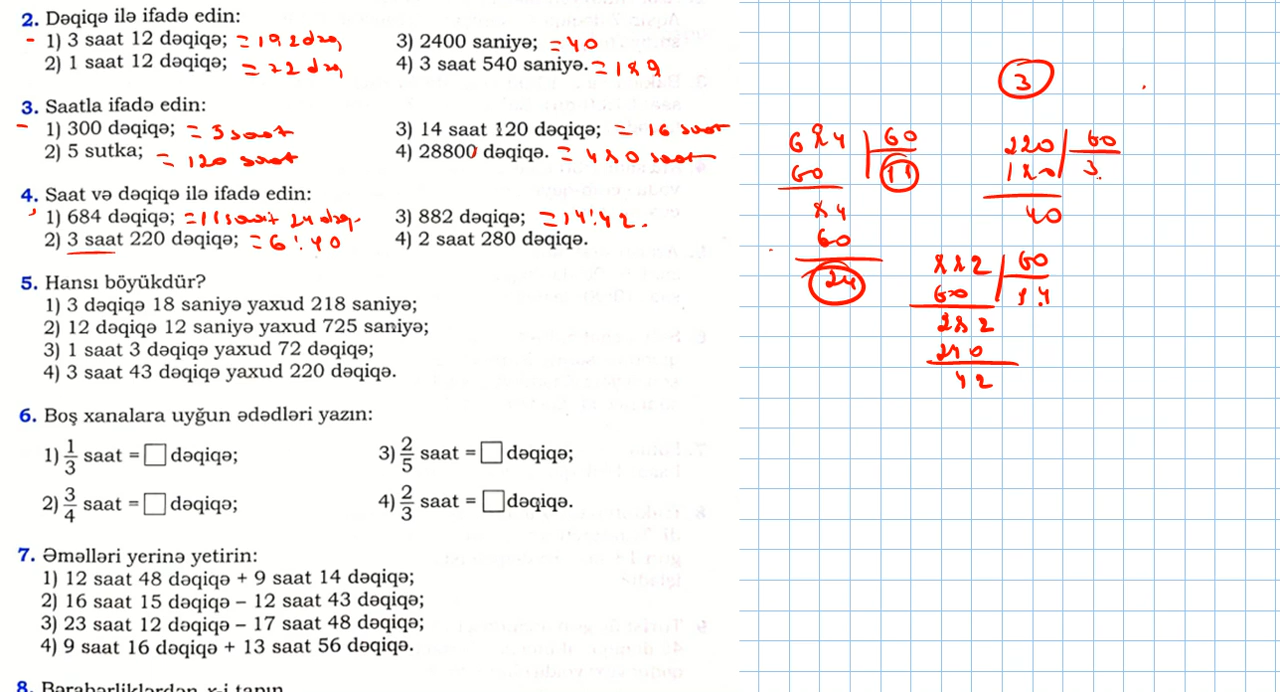 2. Dəqiqə ilə ifadə edin:
1) 3 saat 12 dəqiqə; = 192 dəq
3) 2400 saniyə; = 40
2) 1 saat 12 dəqiqə; = 72 dəq
4) 3 saat 540 saniyə. = 189
3. Saatla ifadə edin:
1) 300 dəqiqə; = 5 saat
3) 14 saat 120 dəqiqə; = 16 saat
2) 5 sutka; = 120 saat
4) 28800 dəqiqə. = 480 saat
4. Saat və dəqiqə ilə ifadə edin:
1) 684 dəqiqə; = 11 saat 24 dəq.
3) 882 dəqiqə; = 14:42.
2) 3 saat 220 dəqiqə; = 6:40
4) 2 saat 280 dəqiqə.
5. Hansı böyükdür?
1) 3 dəqiqə 18 saniyə yaxud 218 saniyə;
2) 12 dəqiqə 12 saniyə yaxud 725 saniyə;
3) 1 saat 3 dəqiqə yaxud 72 dəqiqə;
4) 3 saat 43 dəqiqə yaxud 220 dəqiqə.
6. Boş xanalara uyğun ədədləri yazın:
1) 1/3 saat = □ dəqiqə;
3) 2/5 saat = □ dəqiqə;
2) 3/4 saat = □ dəqiqə;
4) 2/3 saat = □ dəqiqə.
7. Əməlləri yerinə yetirin:
1) 12 saat 48 dəqiqə + 9 saat 14 dəqiqə;
2) 16 saat 15 dəqiqə – 12 saat 43 dəqiqə;
3) 23 saat 12 dəqiqə – 17 saat 48 dəqiqə;
4) 9 saat 16 dəqiqə + 13 saat 56 dəqiqə.
8. Bərabərliklərdən x-i tapın
3
684 60
60 11
84
60
24
220 60
180 3
40
882 60
60 14
282
240
42